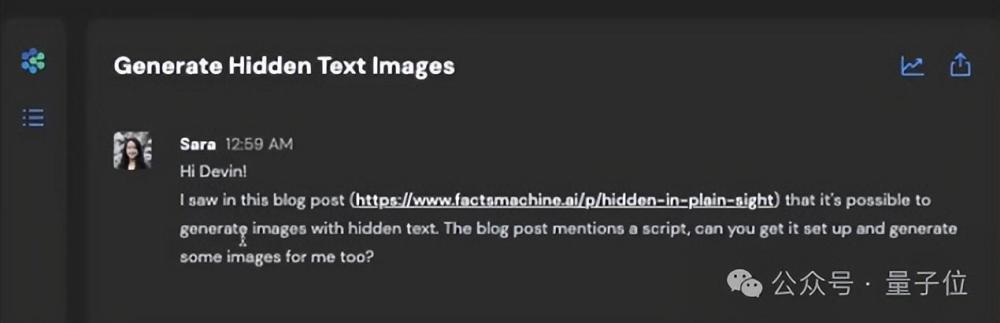 Generate Hidden Text Images
Sara 12:59 AM
Hi Devin!
I saw in this blog post (https://www.factsmachine.ai/p/hidden-in-plain-sight) that it's possible to
generate images with hidden text. The blog post mentions a script, can you get it set up and generate
some images for me too?
公众号 · 量子位